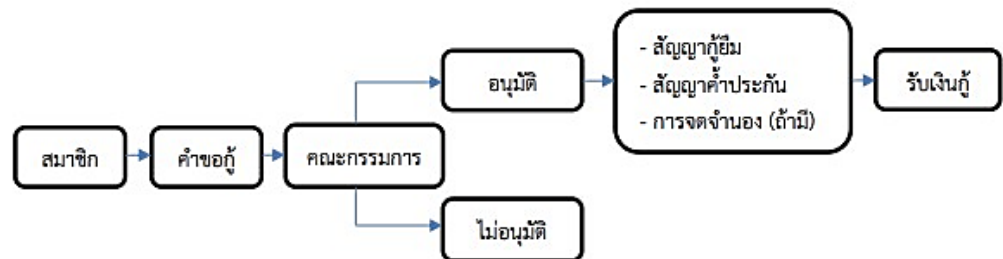 สมาชิก
คำขอกู้
คณะกรรมการ
อนุมัติ
- สัญญากู้ยืม
- สัญญาค้ำประกัน
- การจดจำนอง (ถ้ามี)
รับเงินกู้
ไม่อนุมัติ